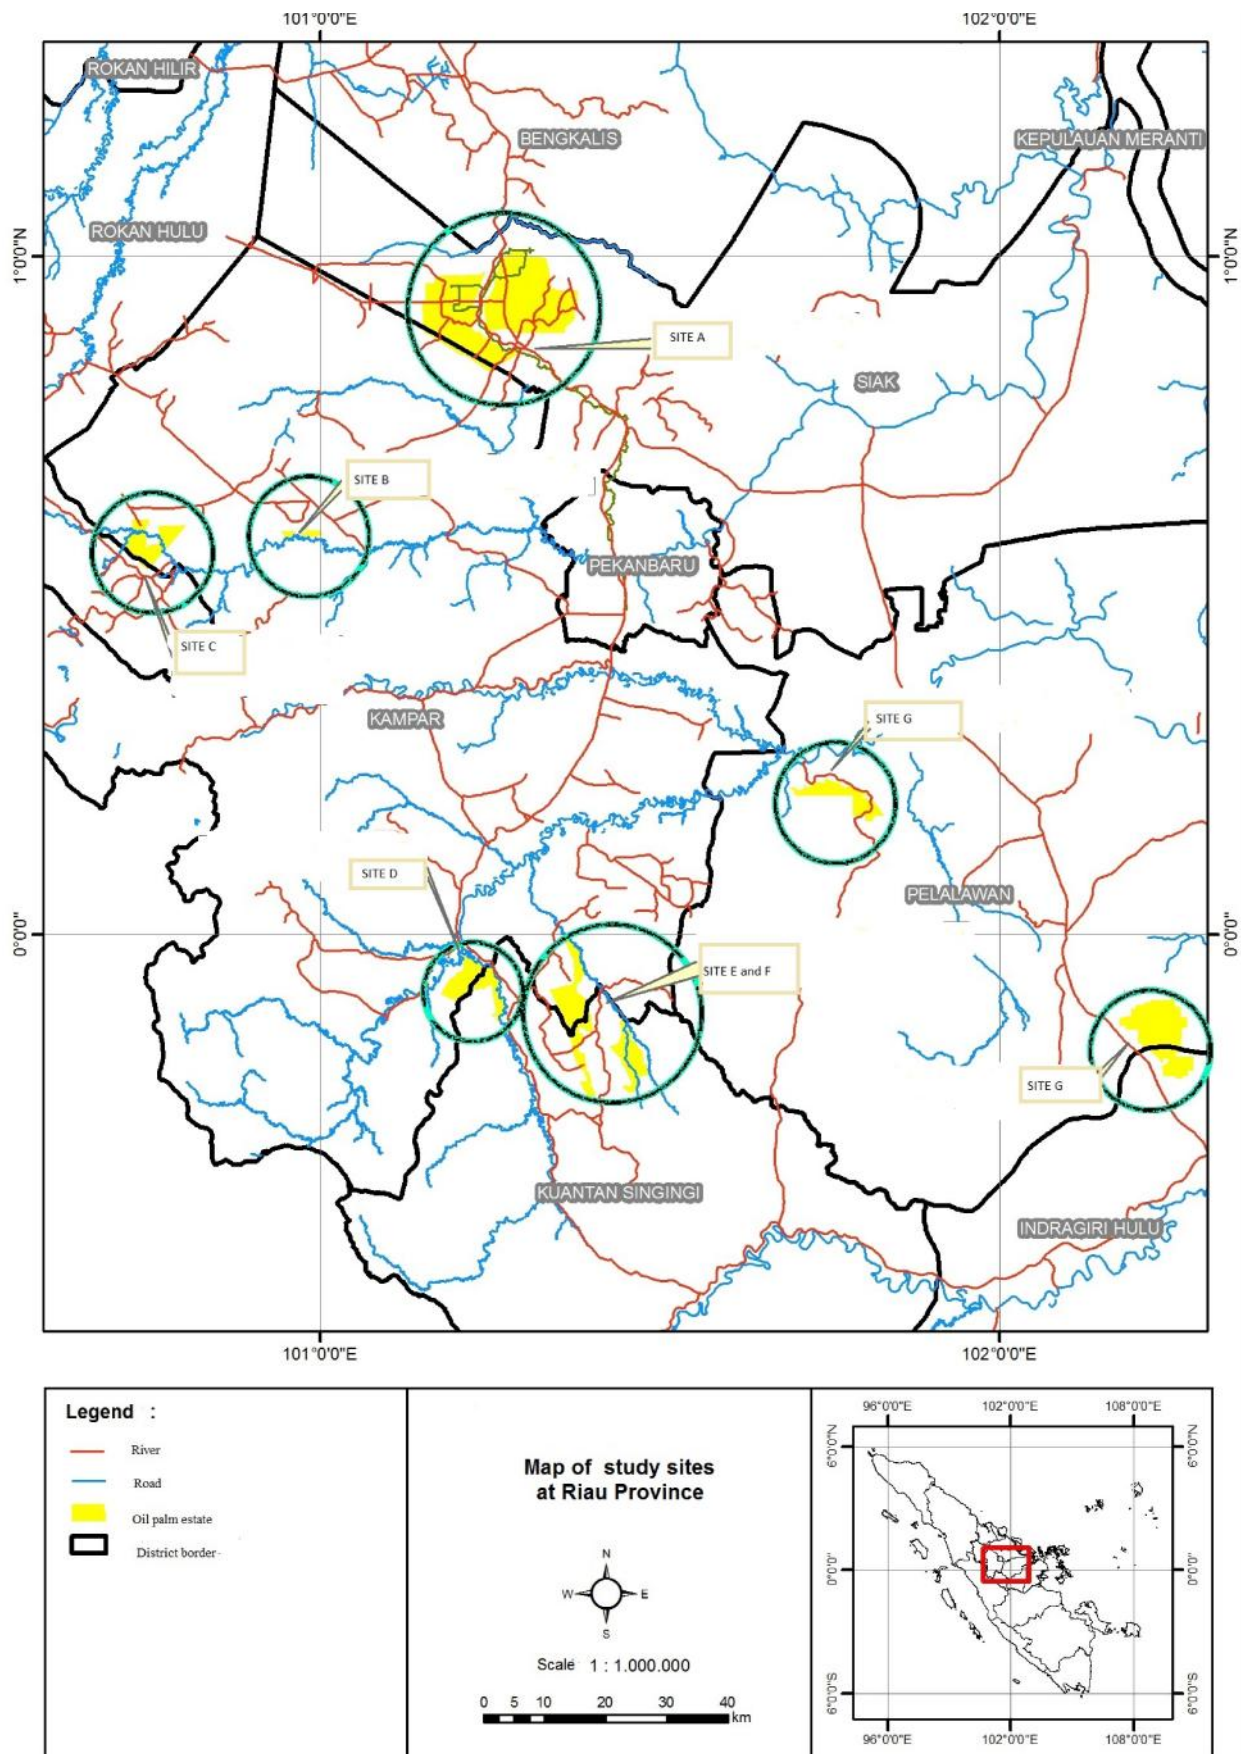 101°0'0"E
102°0'0"E
ROKAN HILIR
BENGKALIS
KEPULAUAN MERANTI
ROKAN HULU
1°0'0"N
1°0'0"N
SITE A
SIAK
SITE B
PEKANBARU
SITE C
KAMPAR
SITE G
SITE D
PELALAWAN
0°0'0"
0°0'0"
SITE E and F
SITE G
KUANTAN SINGINGI
INDRAGIRI HULU
101°0'0"E
102°0'0"E
Legend :
River
Road
Oil palm estate
District border
Map of study sites
at Riau Province
N
W E
S
Scale 1 : 1.000.000
0 5 10 20 30 40
km
96°0'0"E 102°0'0"E 108°0'0"E
6°0'0"N
6°0'0"N
0°0'0"
0°0'0"
6°0'0"S
6°0'0"S
96°0'0"E 102°0'0"E 108°0'0"E